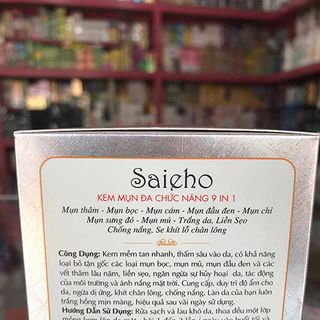 Saieho
KEM MỤN ĐA CHỨC NĂNG 9 IN 1
Mụn thâm - Mụn bọc - Mụn cám - Mụn đầu đen - Mụn chỉ
Mụn sưng đỏ - Mụn mủ - Trắng da, Liền Sẹo
Chống nắng, Se khít lỗ chân lông
Công Dụng: Kem mềm tan nhanh, thấm sâu vào da, có khả năng
loại bỏ tận gốc các loại mụn bọc, mụn mủ, mụn đầu đen và các
vết thâm lâu năm, liền sẹo, ngăn ngừa sự hủy hoại da, tác động
của môi trường và ánh nắng mặt trời. Cung cấp, duy trì độ ẩm cho
da, ngừa dị ứng, khít chân lông, chống nắng. Làn da của bạn luôn
trắng hồng mịn màng, hiệu quả sau vài ngày sử dụng.
Hướng Dẫn Sử Dụng: Rửa sạch và lau khô da, thoa đều một lớp